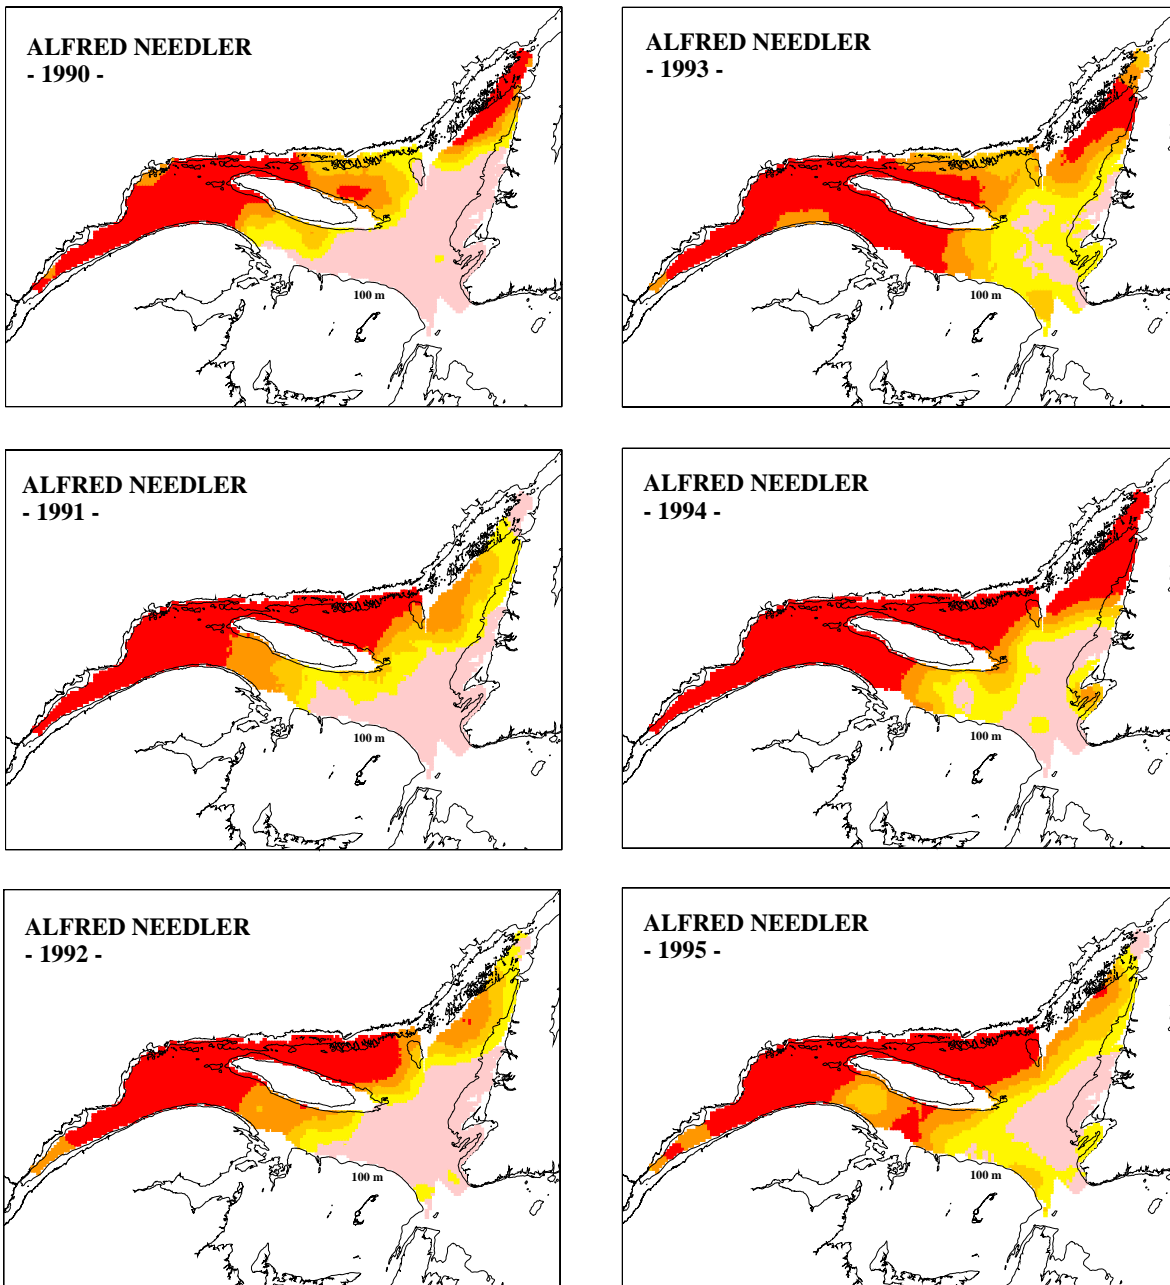 ALFRED NEEDLER
- 1990 -
100 m
ALFRED NEEDLER
- 1993 -
100 m
ALFRED NEEDLER
- 1991 -
100 m
ALFRED NEEDLER
- 1994 -
100 m
ALFRED NEEDLER
- 1992 -
100 m
ALFRED NEEDLER
- 1995 -
100 m